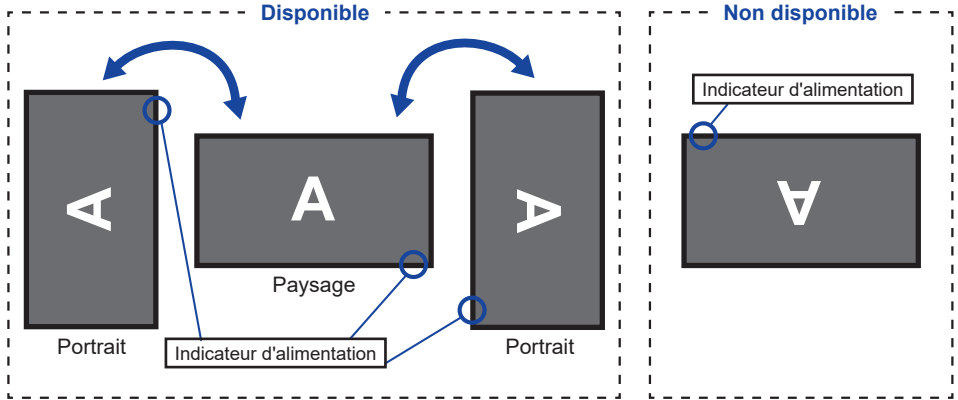 Disponible
Non disponible
Indicateur d'alimentation
A
A
A
A
Paysage
Portrait
Indicateur d'alimentation
Portrait